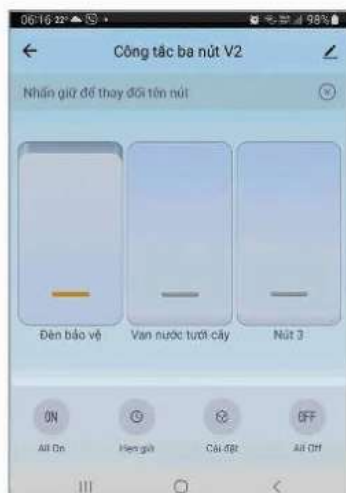 06:16 22° 98%
Công tắc ba nút V2
Nhấn giữ để thay đổi tên nút
Đèn bảo vệ Van nước tưới cây Nút 3
ON OFF
All On Hẹn giờ Cài đặt All Off